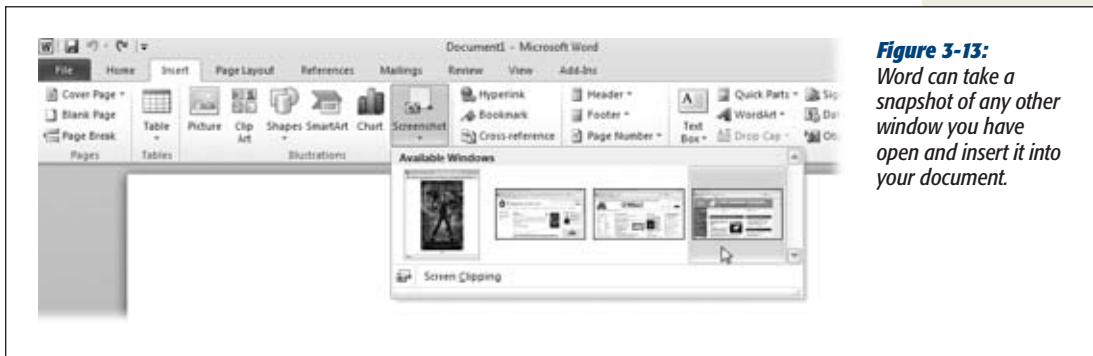 Document1 - Microsoft Word
File Home Insert Page Layout References Mailings Review View Add-Ins
Cover Page
Blank Page
Page Break
Pages
Table
Tables
Picture
Clip Art
Shapes
SmartArt
Chart
Screenshot
Illustrations
Hyperlink
Bookmark
Cross-reference
Header
Footer
Page Number
A
Text Box
Quick Parts
WordArt
Drop Cap
Available Windows
Screen Clipping
Figure 3-13:
Word can take a
snapshot of any other
window you have
open and insert it into
your document.